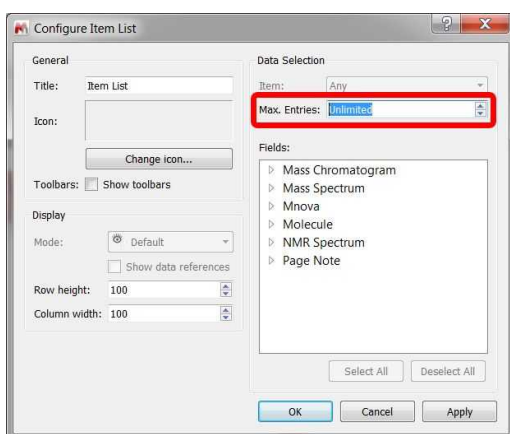 Configure Item List
General
Title: Item List
Icon:
Change icon...
Toolbars: Show toolbars
Display
Mode: Default
Show data references
Row height: 100
Column width: 100
Data Selection
Item: Any
Max. Entries: Unlimited
Fields:
Mass Chromatogram
Mass Spectrum
Mnova
Molecule
NMR Spectrum
Page Note
Select All Deselect All
OK Cancel Apply